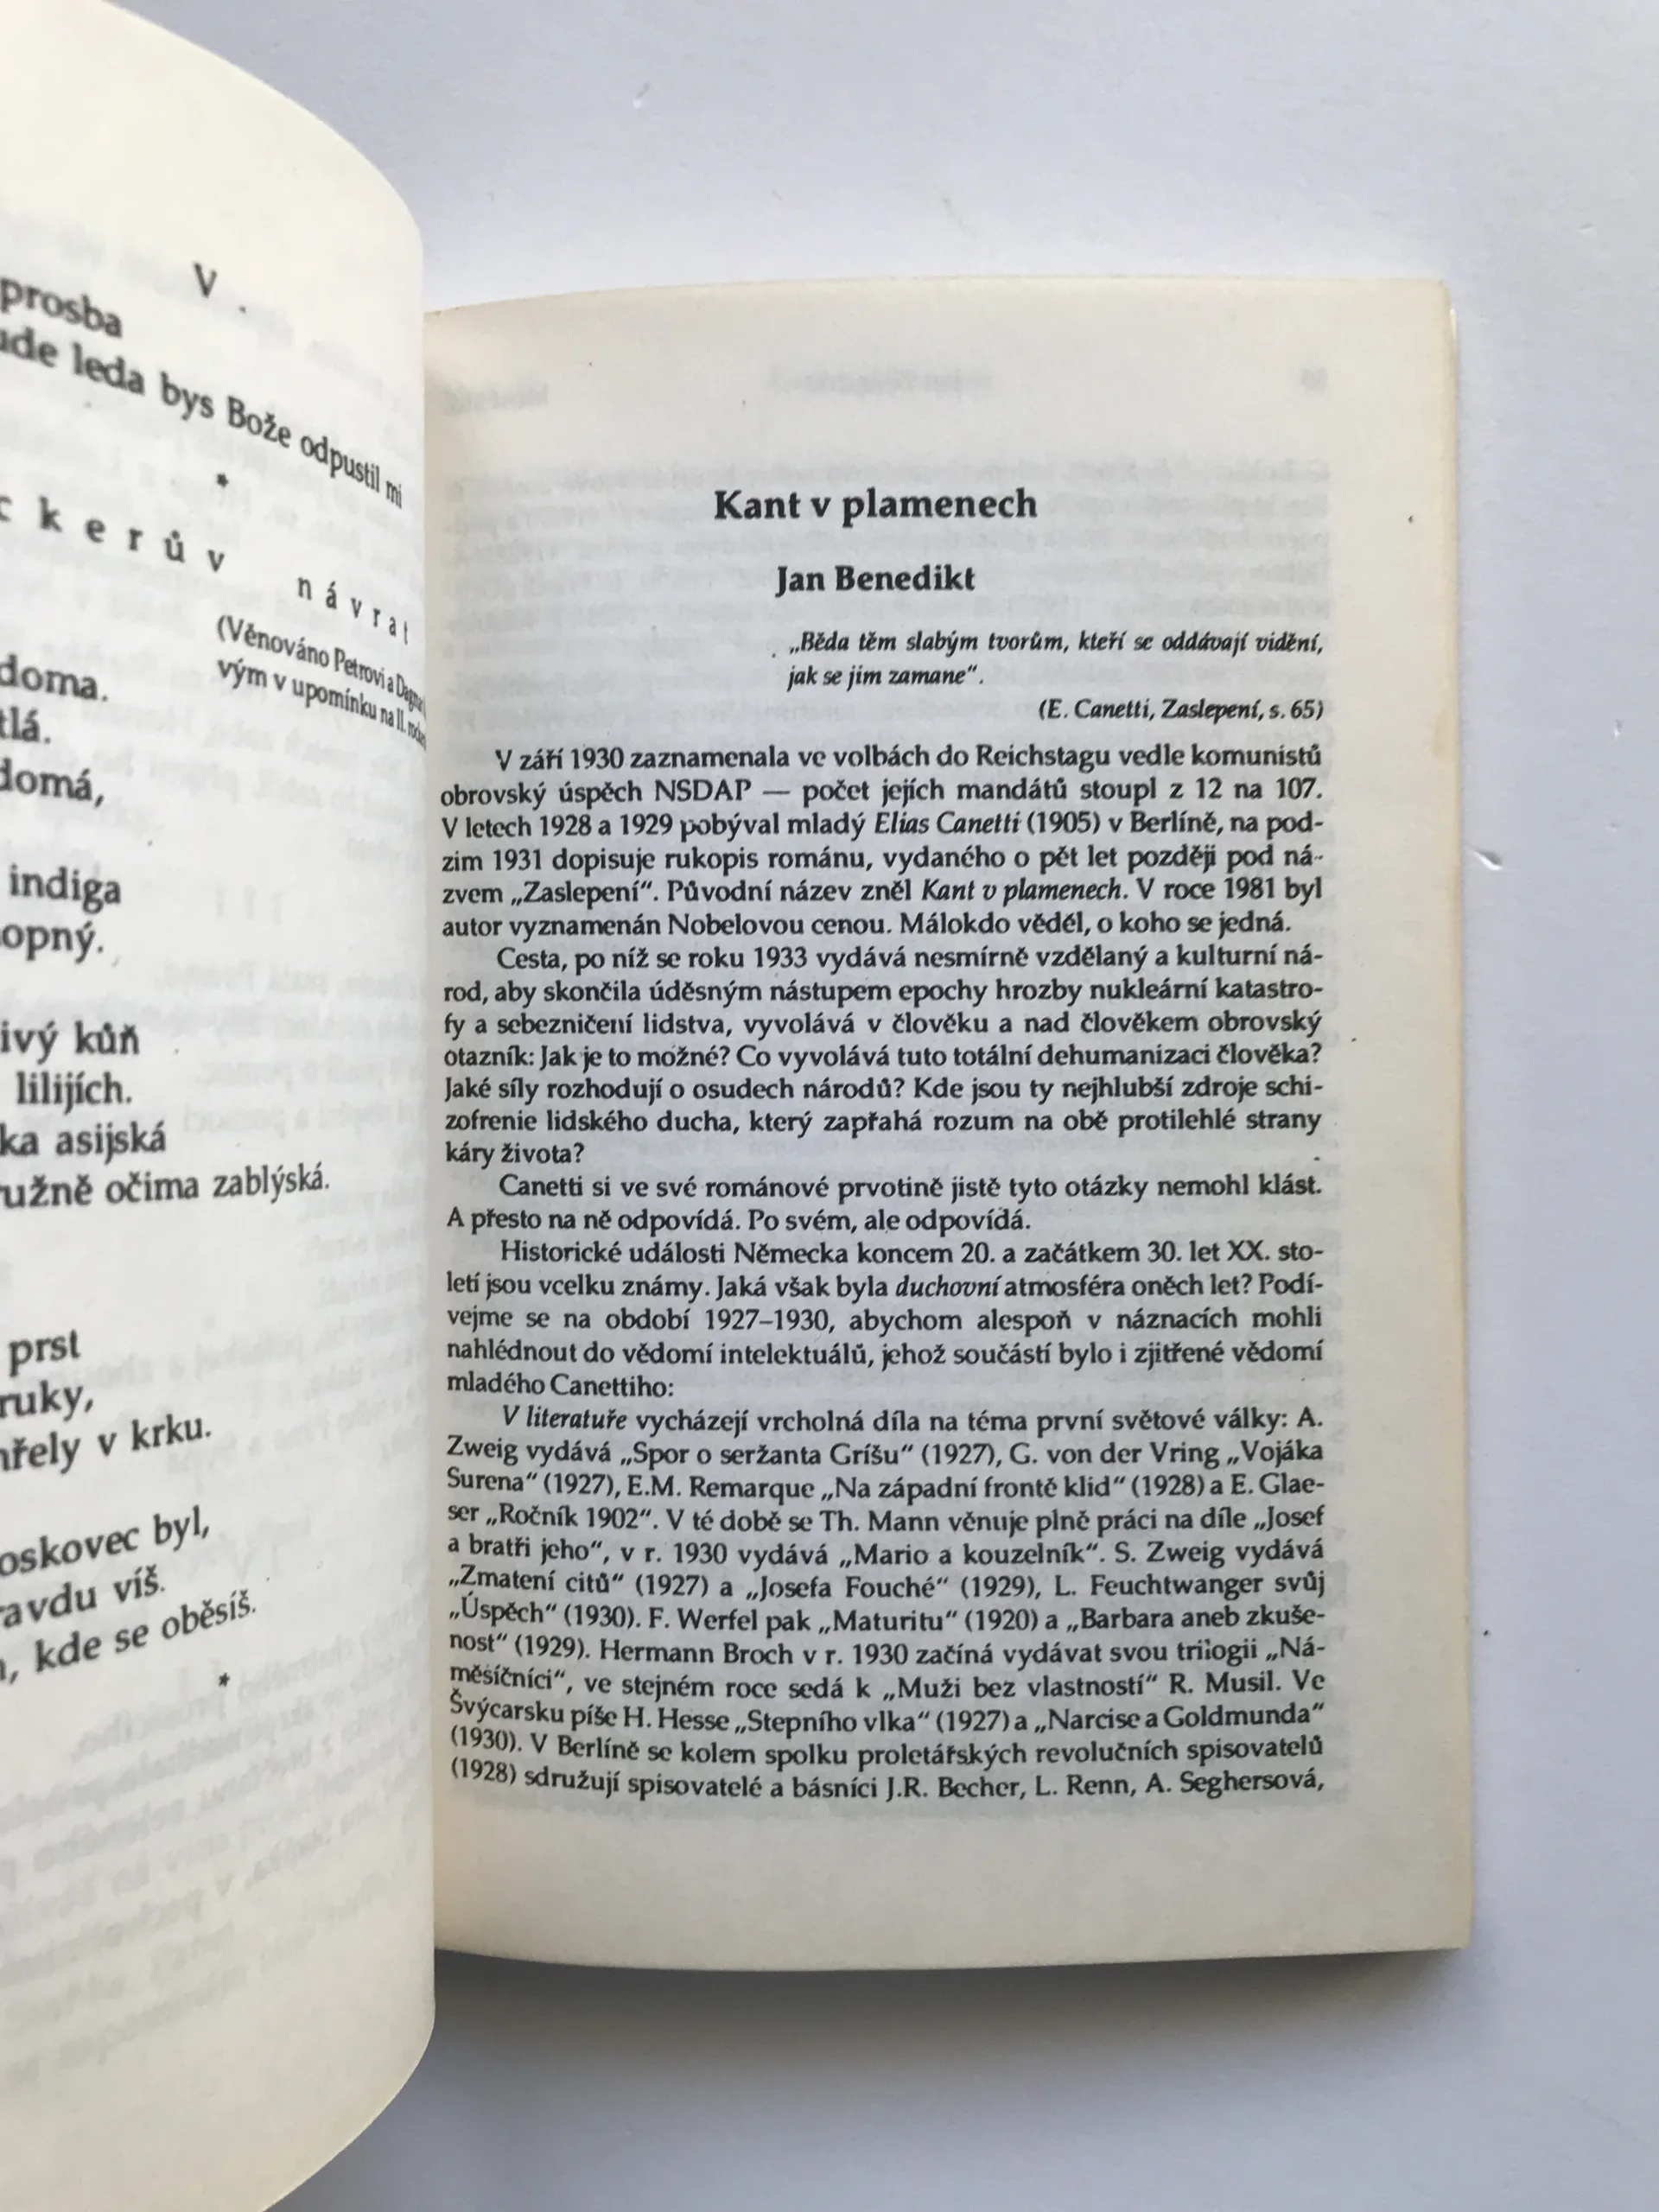 V .
prosba
leda bys Bože odpustil mi
*
c k e r ů v n á v r a t
(Věnováno Petrovi a
vým v upomínku na II.
doma.
domá,
indiga
kůň
lilijích.
asijská
očima zablýská.
prst
ruky,
v krku.
byl,
víš.
kde se oběsíš.
*
Kant v plamenech
Jan Benedikt
„Běda těm slabým tvorům, kteří se oddávají vidění,
jak se jim zamane“.
(E. Canetti, Zaslepení, s. 65)
V září 1930 zaznamenala ve volbách do Reichstagu vedle komunistů
obrovský úspěch NSDAP — počet jejích mandátů stoupl z 12 na 107.
V letech 1928 a 1929 pobýval mladý Elias Canetti (1905) v Berlíně, na pod-
zim 1931 dopisuje rukopis románu, vydaného o pět let později pod ná-
zvem „Zaslepení“. Původní název zněl Kant v plamenech. V roce 1981 byl
autor vyznamenán Nobelovou cenou. Málokdo věděl, o koho se jedná.
Cesta, po níž se roku 1933 vydává nesmírně vzdělaný a kulturní ná-
rod, aby skončila úděsným nástupem epochy hrozby nukleární katastro-
fy a sebezničení lidstva, vyvolává v člověku a nad člověkem obrovský
otazník: Jak je to možné? Co vyvolává tuto totální dehumanizaci člověka?
Jaké síly rozhodují o osudech národů? Kde jsou ty nejhlubší zdroje schi-
zofrenie lidského ducha, který zapřahá rozum na obě protilehlé strany
káry života?
Canetti si ve své románové prvotině jistě tyto otázky nemohl klást.
A přesto na ně odpovídá. Po svém, ale odpovídá.
Historické události Německa koncem 20. a začátkem 30. let XX. sto-
letí jsou vcelku známy. Jaká však byla duchovní atmosféra oněch let? Podí-
vejme se na období 1927–1930, abychom alespoň v náznacích mohli
nahlédnout do vědomí intelektuálů, jehož součástí bylo i zjitřené vědomí
mladého Canettiho:
V literatuře vycházejí vrcholná díla na téma první světové války: A.
Zweig vydává „Spor o seržanta Gríšu“ (1927), G. von der Vring „Vojáka
Surena“ (1927), E.M. Remarque „Na západní frontě klid“ (1928) a E. Glae-
ser „Ročník 1902“. V té době se Th. Mann věnuje plně práci na díle „Josef
a bratři jeho“, v r. 1930 vydává „Mario a kouzelník“. S. Zweig vydává
„Zmatení citů“ (1927) a „Josefa Fouché“ (1929), L. Feuchtwanger svůj
„Úspěch“ (1930). F. Werfel pak „Maturitu“ (1920) a „Barbara aneb zkuše-
nost“ (1929). Hermann Broch v r. 1930 začíná vydávat svou trilogii „Ná-
měsíčníci“, ve stejném roce sedá k „Muži bez vlastností“ R. Musil. Ve
Švýcarsku píše H. Hesse „Stepního vlka“ (1927) a „Narcise a Goldmunda“
(1930). V Berlíně se kolem spolku proletářských revolučních spisovatelů
(1928) sdružují spisovatelé a básníci J.R. Becher, L. Renn, A. Seghersová,